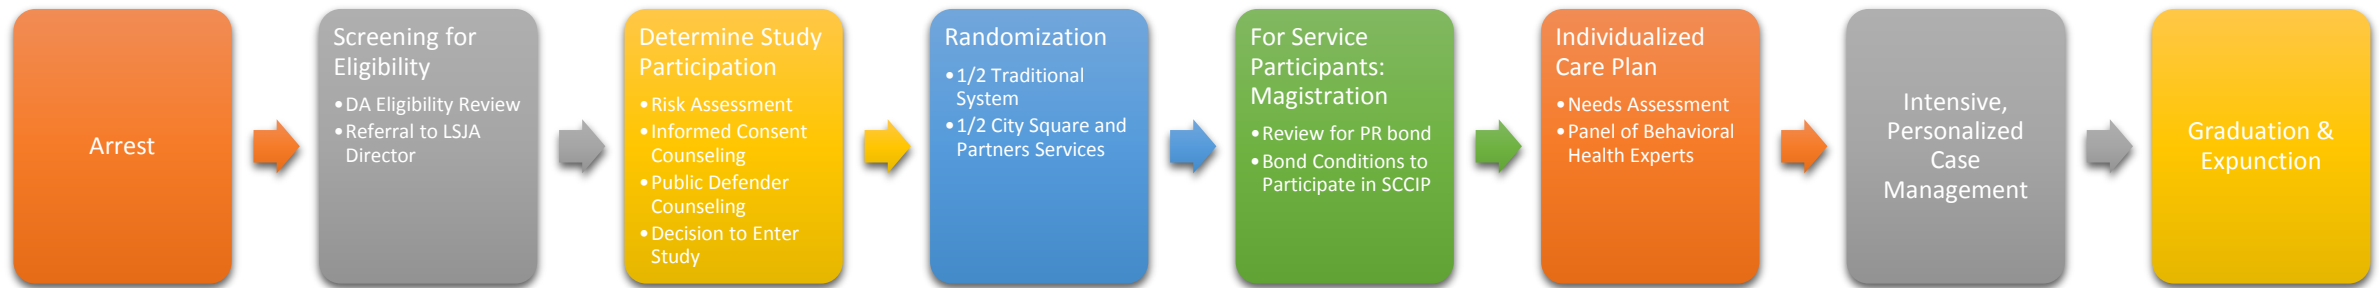 Arrest
Screening for
Eligibility
•DA Eligibility Review
•Referral to LSJA
Director
Determine Study
Participation
•Risk Assessment
•Informed Consent
Counseling
•Public Defender
Counseling
•Decision to Enter
Study
Randomization
•1/2 Traditional
System
•1/2 City Square and
Partners Services
For Service
Participants:
Magistration
•Review for PR bond
•Bond Conditions to
Participate in SCCIP
Individualized
Care Plan
•Needs Assessment
•Panel of Behavioral
Health Experts
Intensive,
Personalized
Case
Management
Graduation &
Expunction